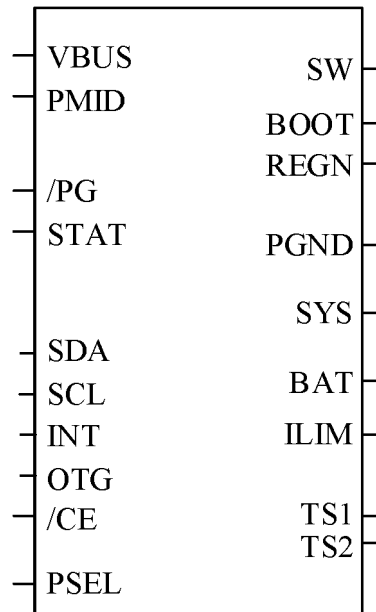 VBUS
PMID
/PG
STAT
SDA
SCL
INT
OTG
/CE
PSEL
SW
BOOT
REGN
PGND
SYS
BAT
ILIM
TS1
TS2